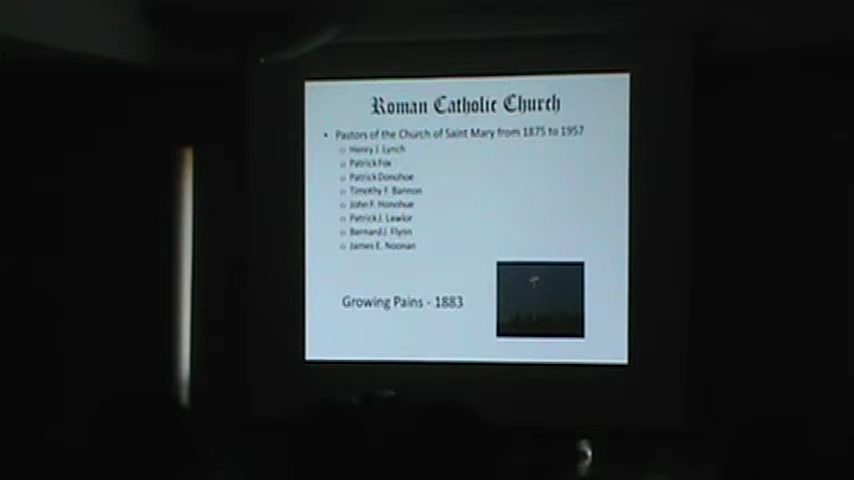 Roman Catholic Church
• Pastors of the Church of Saint Mary from 1875 to 1957
o Henry J. Lynch
o Patrick Fox
o Patrick Donohoe
o Timothy F. Bannon
o John F. Honohue
o Patrick J. Lawlor
o Bernard J. Flynn
o James E. Noonan
Growing Pains - 1883